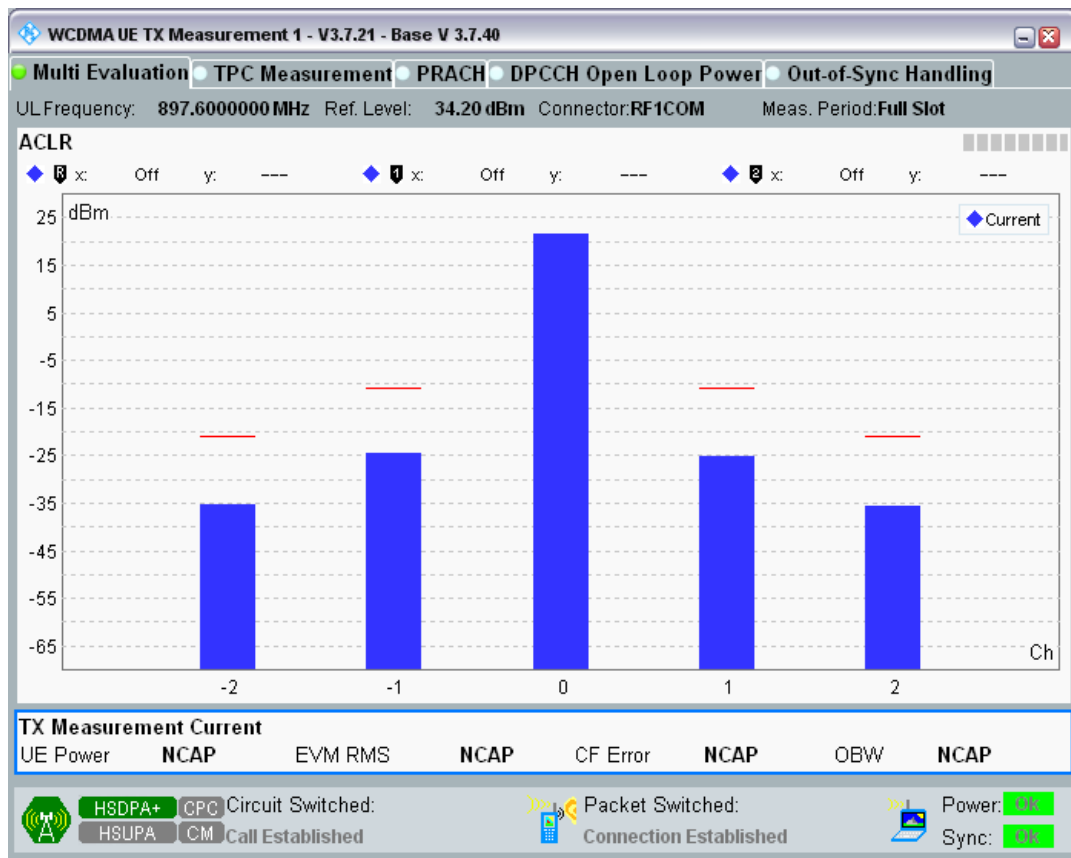 WCDMA UE TX Measurement 1 - V3.7.21 - Base V 3.7.40
Multi Evaluation TPC Measurement PRACH DPCCH Open Loop Power Out-of-Sync Handling
ULFrequency: 897.6000000 MHz Ref. Level: 34.20 dBm Connector:RF1COM Meas. Period:Full Slot
ACLR
R x: Off y: --- 1 x: Off y: --- 2 x: Off y: ---
dBm
Current
25
15
5
-5
-15
-25
-35
-45
-55
-65
Ch
-2 -1 0 1 2
TX Measurement Current
UE Power NCAP EVM RMS NCAP CF Error NCAP OBW NCAP
HSDPA+ CPC Circuit Switched: Packet Switched: Power: OK
HSUPA CM Call Established Connection Established Sync: OK